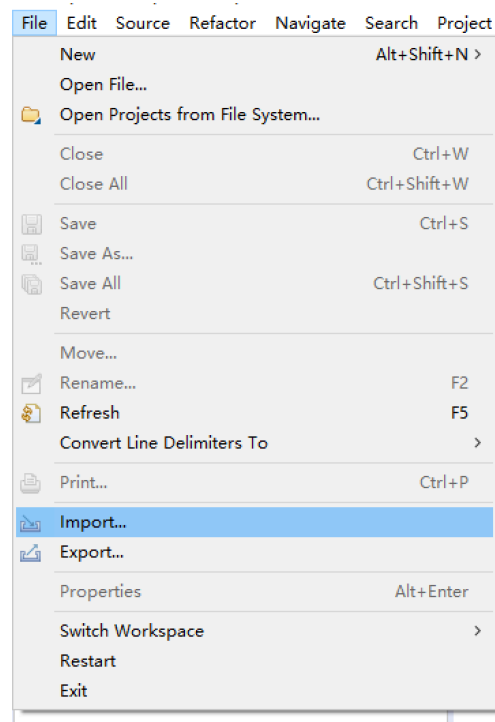 File Edit Source Refactor Navigate Search Project
New Alt+Shift+N >
Open File...
Open Projects from File System...
Close Ctrl+W
Close All Ctrl+Shift+W
Save Ctrl+S
Save As...
Save All Ctrl+Shift+S
Revert
Move...
Rename... F2
Refresh F5
Convert Line Delimiters To >
Print... Ctrl+P
Import...
Export...
Properties Alt+Enter
Switch Workspace >
Restart
Exit